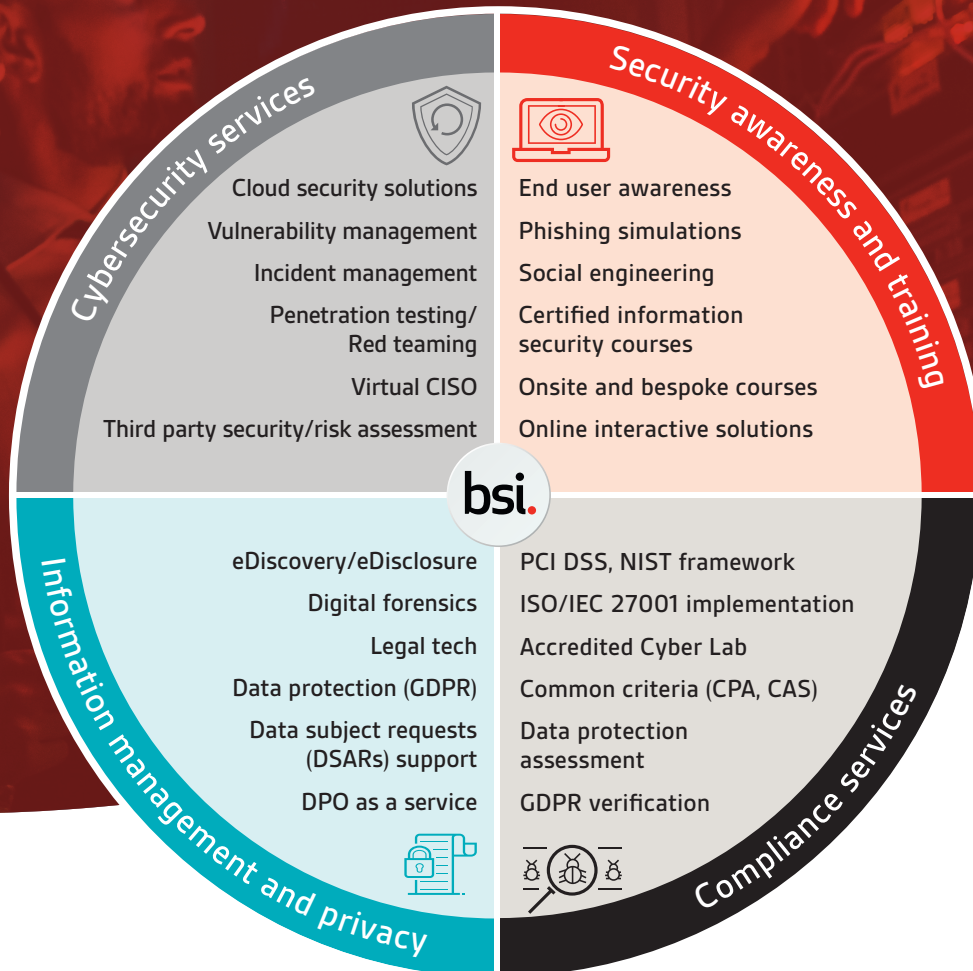 Cybersecurity services
Cloud security solutions
Vulnerability management
Incident management
Penetration testing/
Red teaming
Virtual CISO
Third party security/risk assessment
Security awareness and training
End user awareness
Phishing simulations
Social engineering
Certified information
security courses
Onsite and bespoke courses
Online interactive solutions
bsi.
Information management and privacy
eDiscovery/eDisclosure
Digital forensics
Legal tech
Data protection (GDPR)
Data subject requests
(DSARs) support
DPO as a service
Compliance services
PCI DSS, NIST framework
ISO/IEC 27001 implementation
Accredited Cyber Lab
Common criteria (CPA, CAS)
Data protection
assessment
GDPR verification